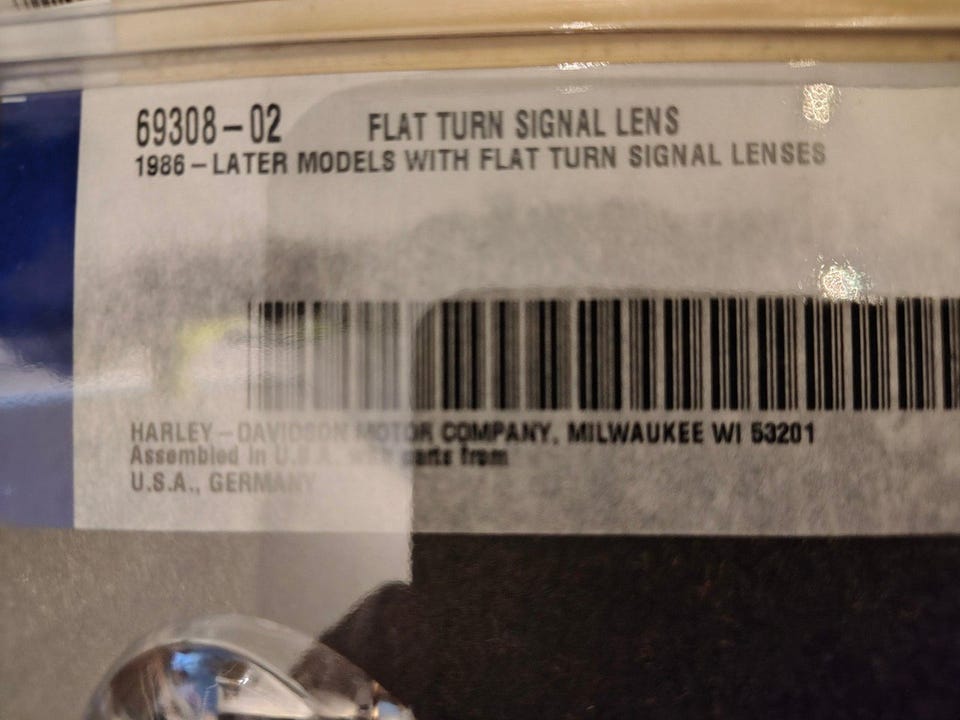 69308-02 FLAT TURN SIGNAL LENS
1986-LATER MODELS WITH FLAT TURN SIGNAL LENSES
HARLEY-DAVIDSON MOTOR COMPANY, MILWAUKEE WI 53201
Assembled in U.S.A. with parts from
U.S.A., GERMANY